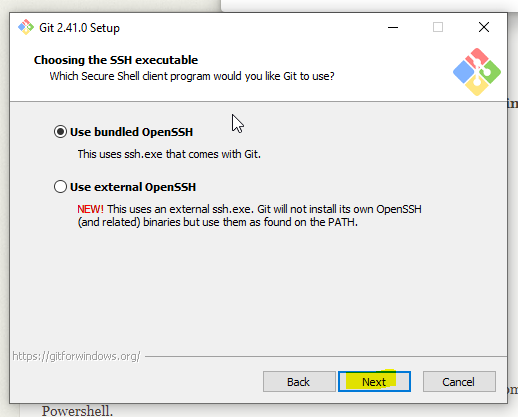 Git 2.41.0 Setup
Choosing the SSH executable
Which Secure Shell client program would you like Git to use?
in
Use bundled OpenSSH
This uses ssh.exe that comes with Git.
Use external OpenSSH
NEW! This uses an external ssh.exe. Git will not install its own OpenSSH
(and related) binaries but use them as found on the PATH.
https://gitforwindows.org/
Back
Next
Cancel
om
Powershell.